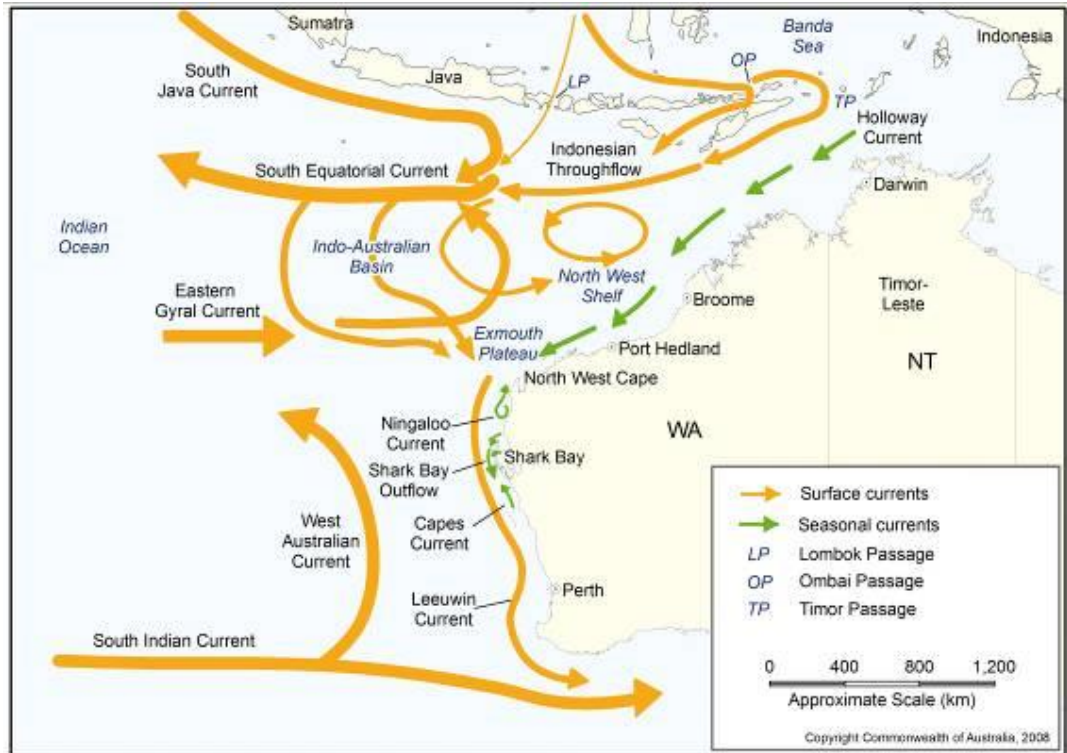 Sumatra
Banda
Sea
Indonesia
OP
South
Java Current
Java
LP
TP
Holloway
Current
Indonesian
Throughflow
South Equatorial Current
Darwin
Indian
Ocean
Indo-Australian
Basin
North West
Shelf
Timor-
Leste
Eastern
Gyral Current
Broome
Exmouth
Plateau
Port Hedland
NT
North West Cape
Ningaloo
Current
WA
Shark Bay
Shark Bay
Outflow
Capes
Current
West
Australian
Current
Perth
Leeuwin
Current
South Indian Current
Surface currents
Seasonal currents
LP Lombok Passage
OP Ombai Passage
TP Timor Passage
0 400 800 1,200
Approximate Scale (km)
Copyright Commonwealth of Australia, 2008